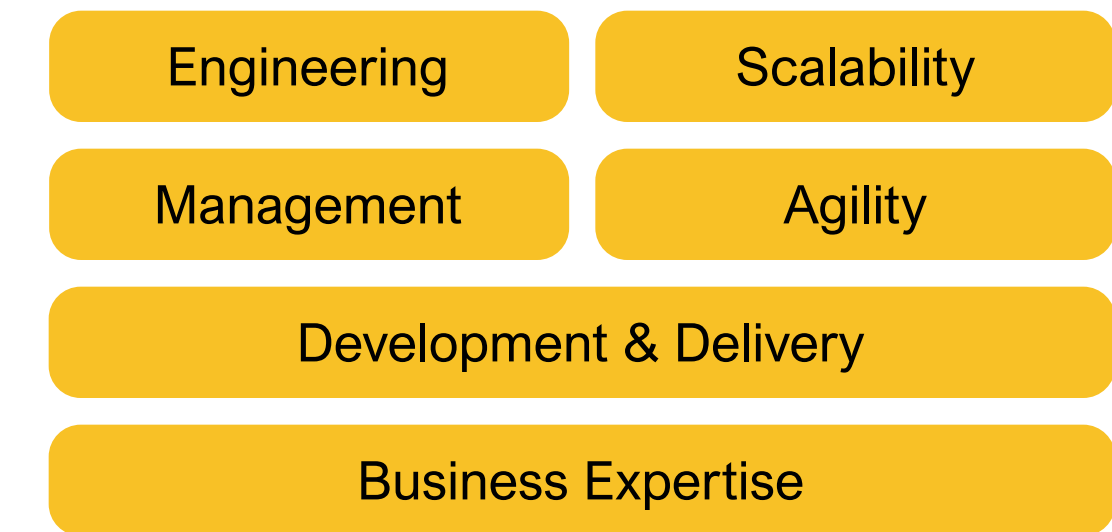 Engineering
Scalability
Management
Agility
Development & Delivery
Business Expertise